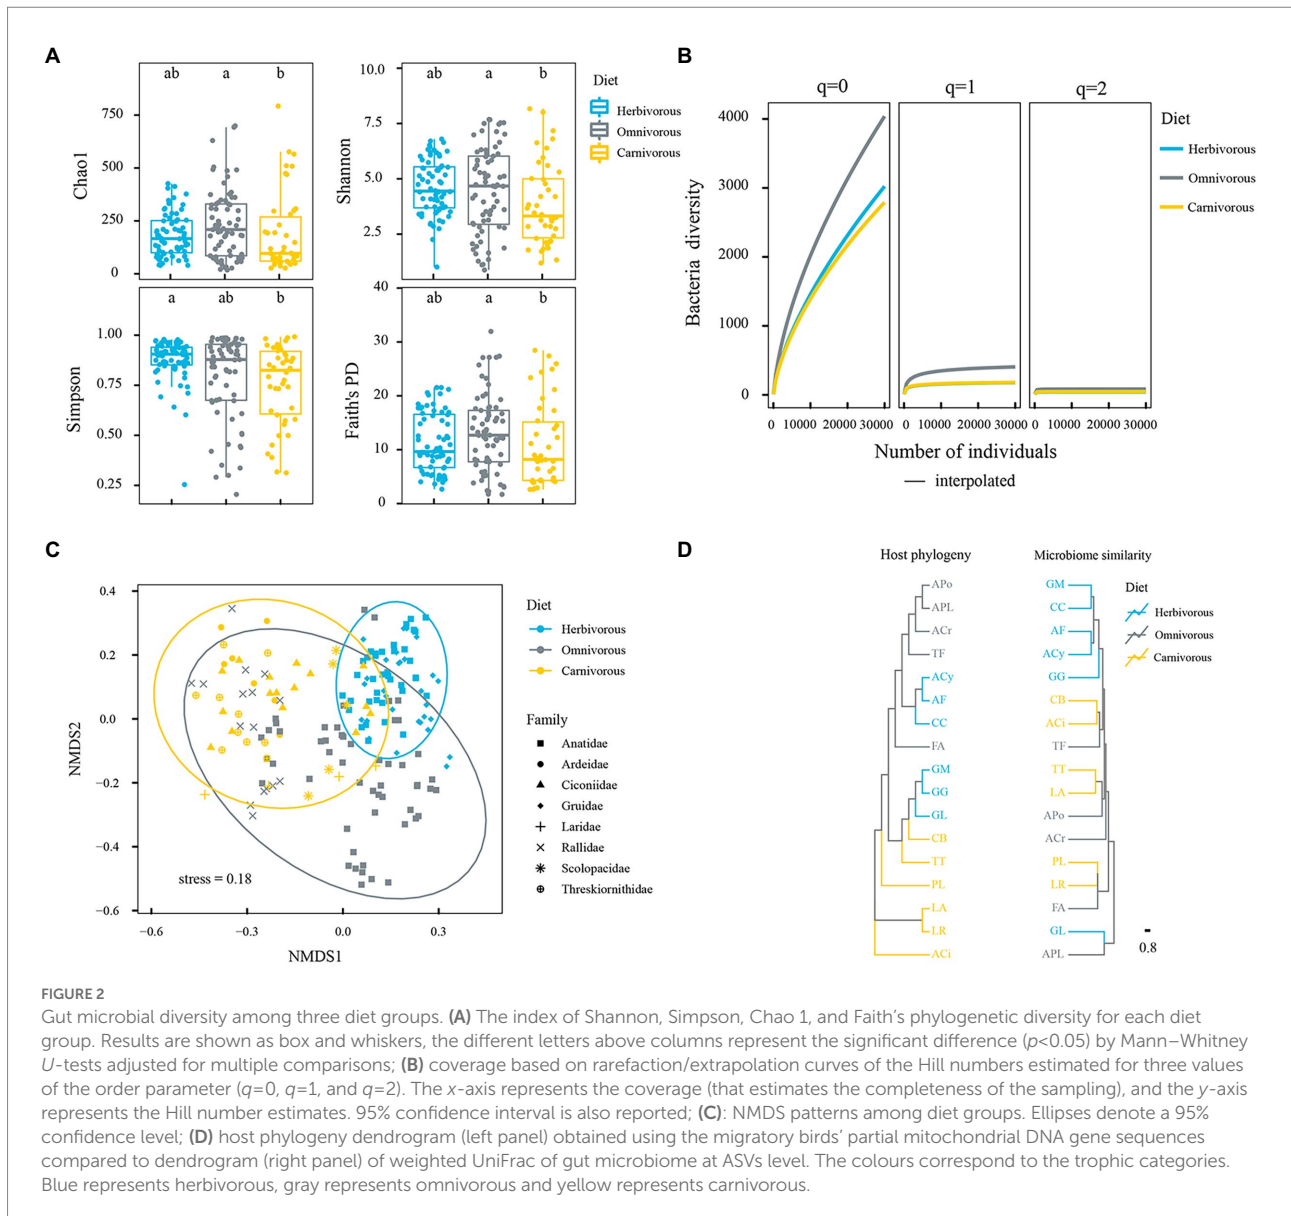 A
ab
a
b
750
500
250
0
Chao1
10.0
ab
a
b
7.5
5.0
2.5
Shannon
Diet
Herbivorous
Omnivorous
Carnivorous
a
ab
b
1.00
0.75
0.50
0.25
Simpson
40
ab
a
b
30
20
10
0
Faith's PD
B
q=0
q=1
q=2
4000
3000
2000
1000
0
Bacteria diversity
0 10000 20000 30000
0 10000 20000 30000
0 10000 20000 30000
Number of individuals
interpolated
Diet
Herbivorous
Omnivorous
Carnivorous
C
0.4
0.2
0.0
−0.2
−0.4
−0.6
NMDS2
stress = 0.18
−0.6
−0.3
0.0
0.3
NMDS1
Diet
Herbivorous
Omnivorous
Carnivorous
Family
Anatidae
Ardeidae
Ciconiidae
Gruidae
Laridae
Rallidae
Scolopacidae
Threskiornithidae
D
Host phylogeny
APo
APL
ACr
TF
ACy
AF
CC
FA
GM
GG
GL
CB
TT
PL
LA
LR
ACi
Microbiome similarity
GM
CC
AF
ACy
GG
CB
ACi
TF
TT
LA
APo
ACr
PL
LR
FA
GL
APL
Diet
Herbivorous
Omnivorous
Carnivorous
0.8
FIGURE 2
Gut microbial diversity among three diet groups. (A) The index of Shannon, Simpson, Chao 1, and Faith's phylogenetic diversity for each diet
group. Results are shown as box and whiskers, the different letters above columns represent the significant difference (p<0.05) by Mann–Whitney
U-tests adjusted for multiple comparisons; (B) coverage based on rarefaction/extrapolation curves of the Hill numbers estimated for three values
of the order parameter (q=0, q=1, and q=2). The x-axis represents the coverage (that estimates the completeness of the sampling), and the y-axis
represents the Hill number estimates. 95% confidence interval is also reported; (C): NMDS patterns among diet groups. Ellipses denote a 95%
confidence level; (D) host phylogeny dendrogram (left panel) obtained using the migratory birds' partial mitochondrial DNA gene sequences
compared to dendrogram (right panel) of weighted UniFrac of gut microbiome at ASVs level. The colours correspond to the trophic categories.
Blue represents herbivorous, gray represents omnivorous and yellow represents carnivorous.